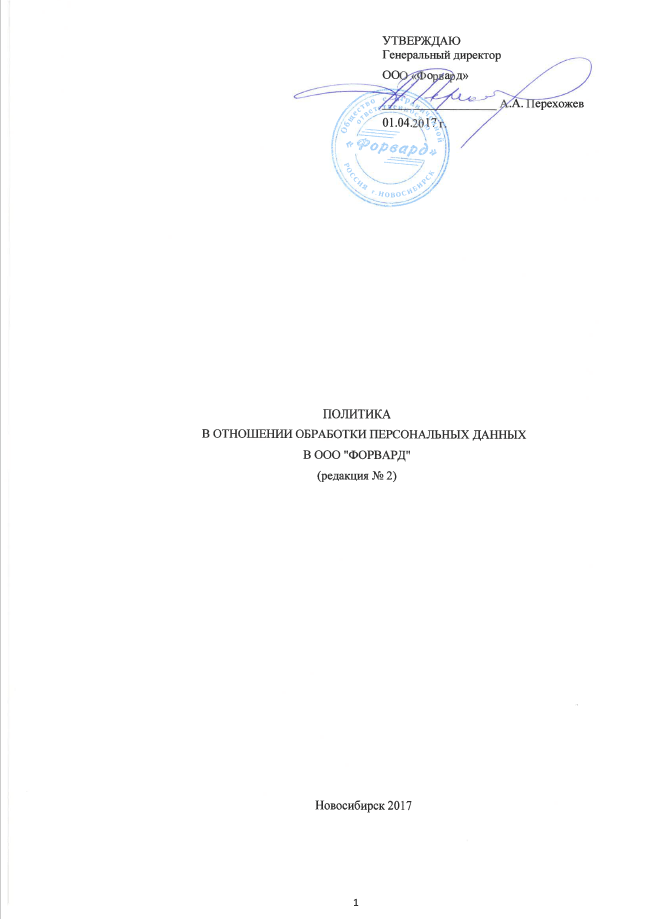 УТВЕРЖДАЮ
Генеральный директор
ООО «Форвард»
А.А. Перехожев
01.04.2017 г.
Общество с ограниченной
ответственностью
«Форвард»
РОССИЯ г. НОВОСИБИРСК
ПОЛИТИКА
В ОТНОШЕНИИ ОБРАБОТКИ ПЕРСОНАЛЬНЫХ ДАННЫХ
В ООО "ФОРВАРД"
(редакция № 2)
Новосибирск 2017
1